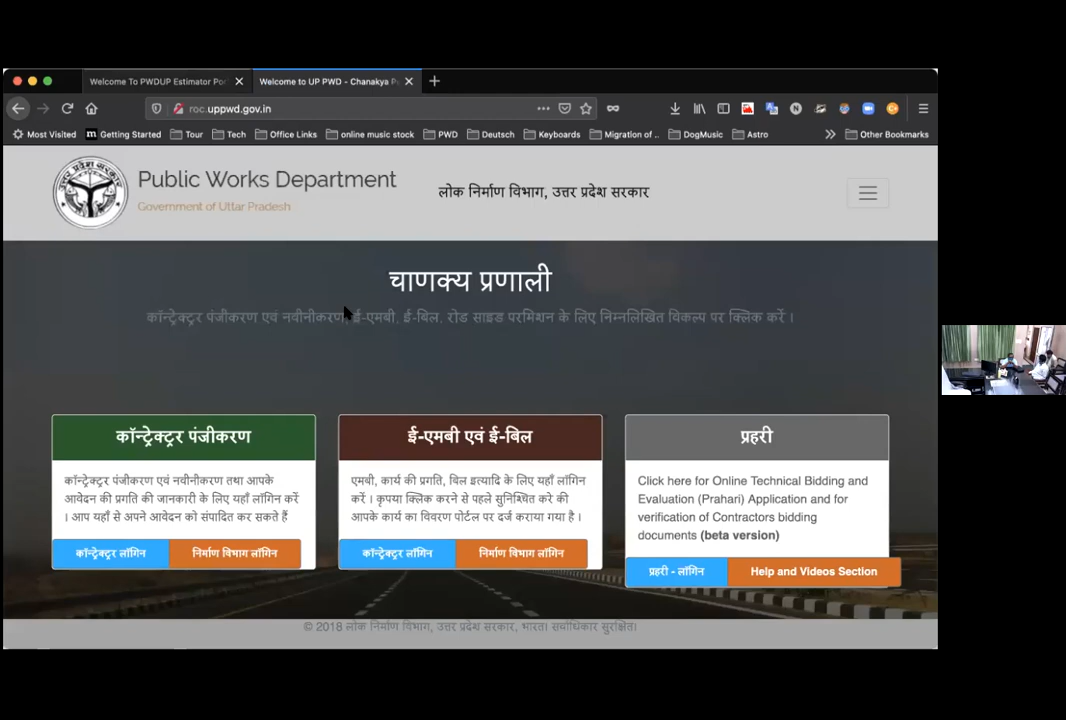 Welcome To PWDUP Estimator Po
Welcome to UP PWD - Chanakya P
roc.uppwd.gov.in
Most Visited
Getting Started
Tour
Tech
Office Links
online music stock
PWD
Deutsch
Keyboards
Migration of ..
DogMusic
Astro
Other Bookmarks
Public Works Department
Government of Uttar Pradesh
लोक निर्माण विभाग, उत्तर प्रदेश सरकार
चाणक्य प्रणाली
कॉन्ट्रेक्टर पंजीकरण एवं नवीनीकरण, ई-एमबी, ई-बिल, रोड साइड परमिशन के लिए निम्नलिखित विकल्प पर क्लिक करें ।
कॉन्ट्रेक्टर पंजीकरण
कॉन्ट्रेक्टर पंजीकरण एवं नवीनीकरण तथा आपके
आवेदन की प्रगति की जानकारी के लिए यहाँ लॉगिन करें
। आप यहाँ से अपने आवेदन को संपादित कर सकते हैं
कॉन्ट्रेक्टर लॉगिन
निर्माण विभाग लॉगिन
ई-एमबी एवं ई-बिल
एमबी, कार्य की प्रगति, बिल इत्यादि के लिए यहाँ लॉगिन
करें । कृपया क्लिक करने से पहले सुनिश्चित करे की
आपके कार्य का विवरण पोर्टल पर दर्ज कराया गया है ।
कॉन्ट्रेक्टर लॉगिन
निर्माण विभाग लॉगिन
प्रहरी
Click here for Online Technical Bidding and
Evaluation (Prahari) Application and for
verification of Contractors bidding
documents (beta version)
प्रहरी - लॉगिन
Help and Videos Section
© 2018 लोक निर्माण विभाग, उत्तर प्रदेश सरकार, भारत। सर्वाधिकार सुरक्षित।